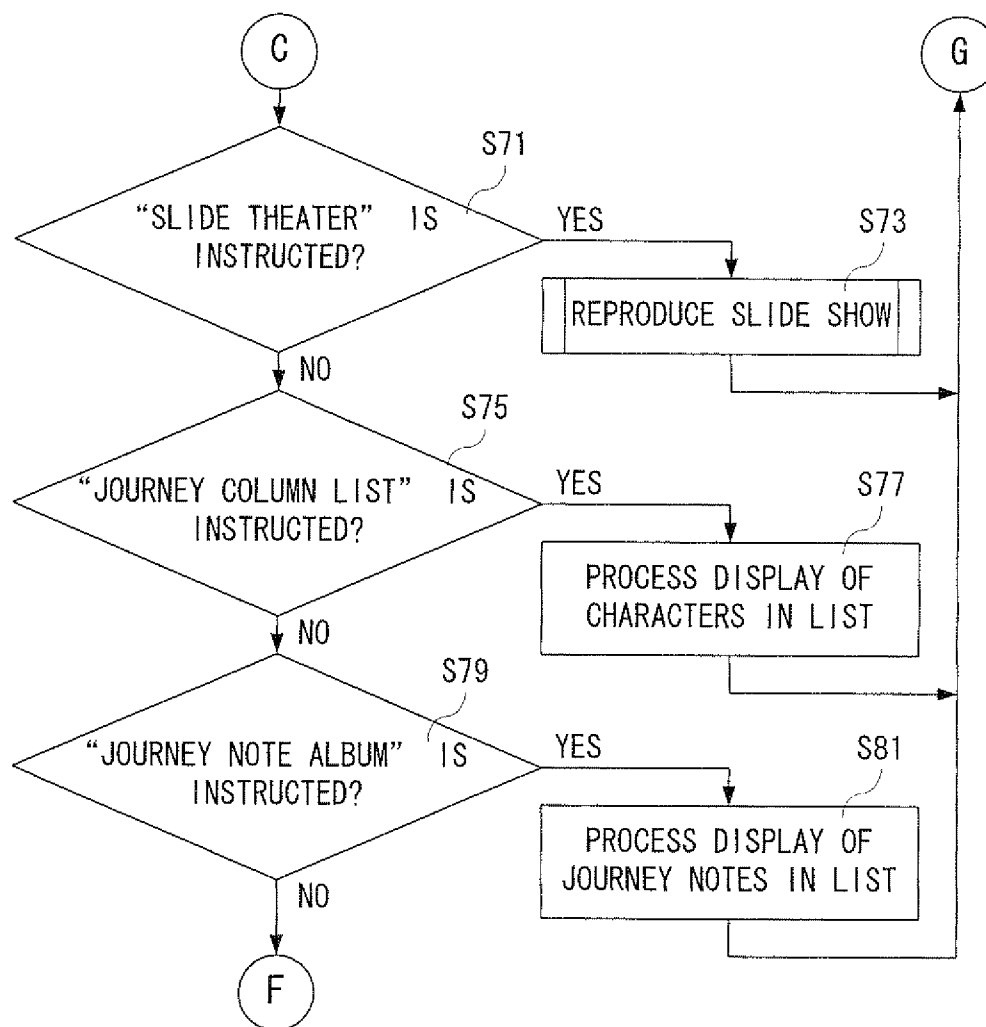 C
G
S71
“SLIDE THEATER” IS
INSTRUCTED?
YES
S73
REPRODUCE SLIDE SHOW
NO
S75
“JOURNEY COLUMN LIST” IS
INSTRUCTED?
YES
S77
PROCESS DISPLAY OF
CHARACTERS IN LIST
NO
S79
“JOURNEY NOTE ALBUM” IS
INSTRUCTED?
YES
S81
PROCESS DISPLAY OF
JOURNEY NOTES IN LIST
NO
F